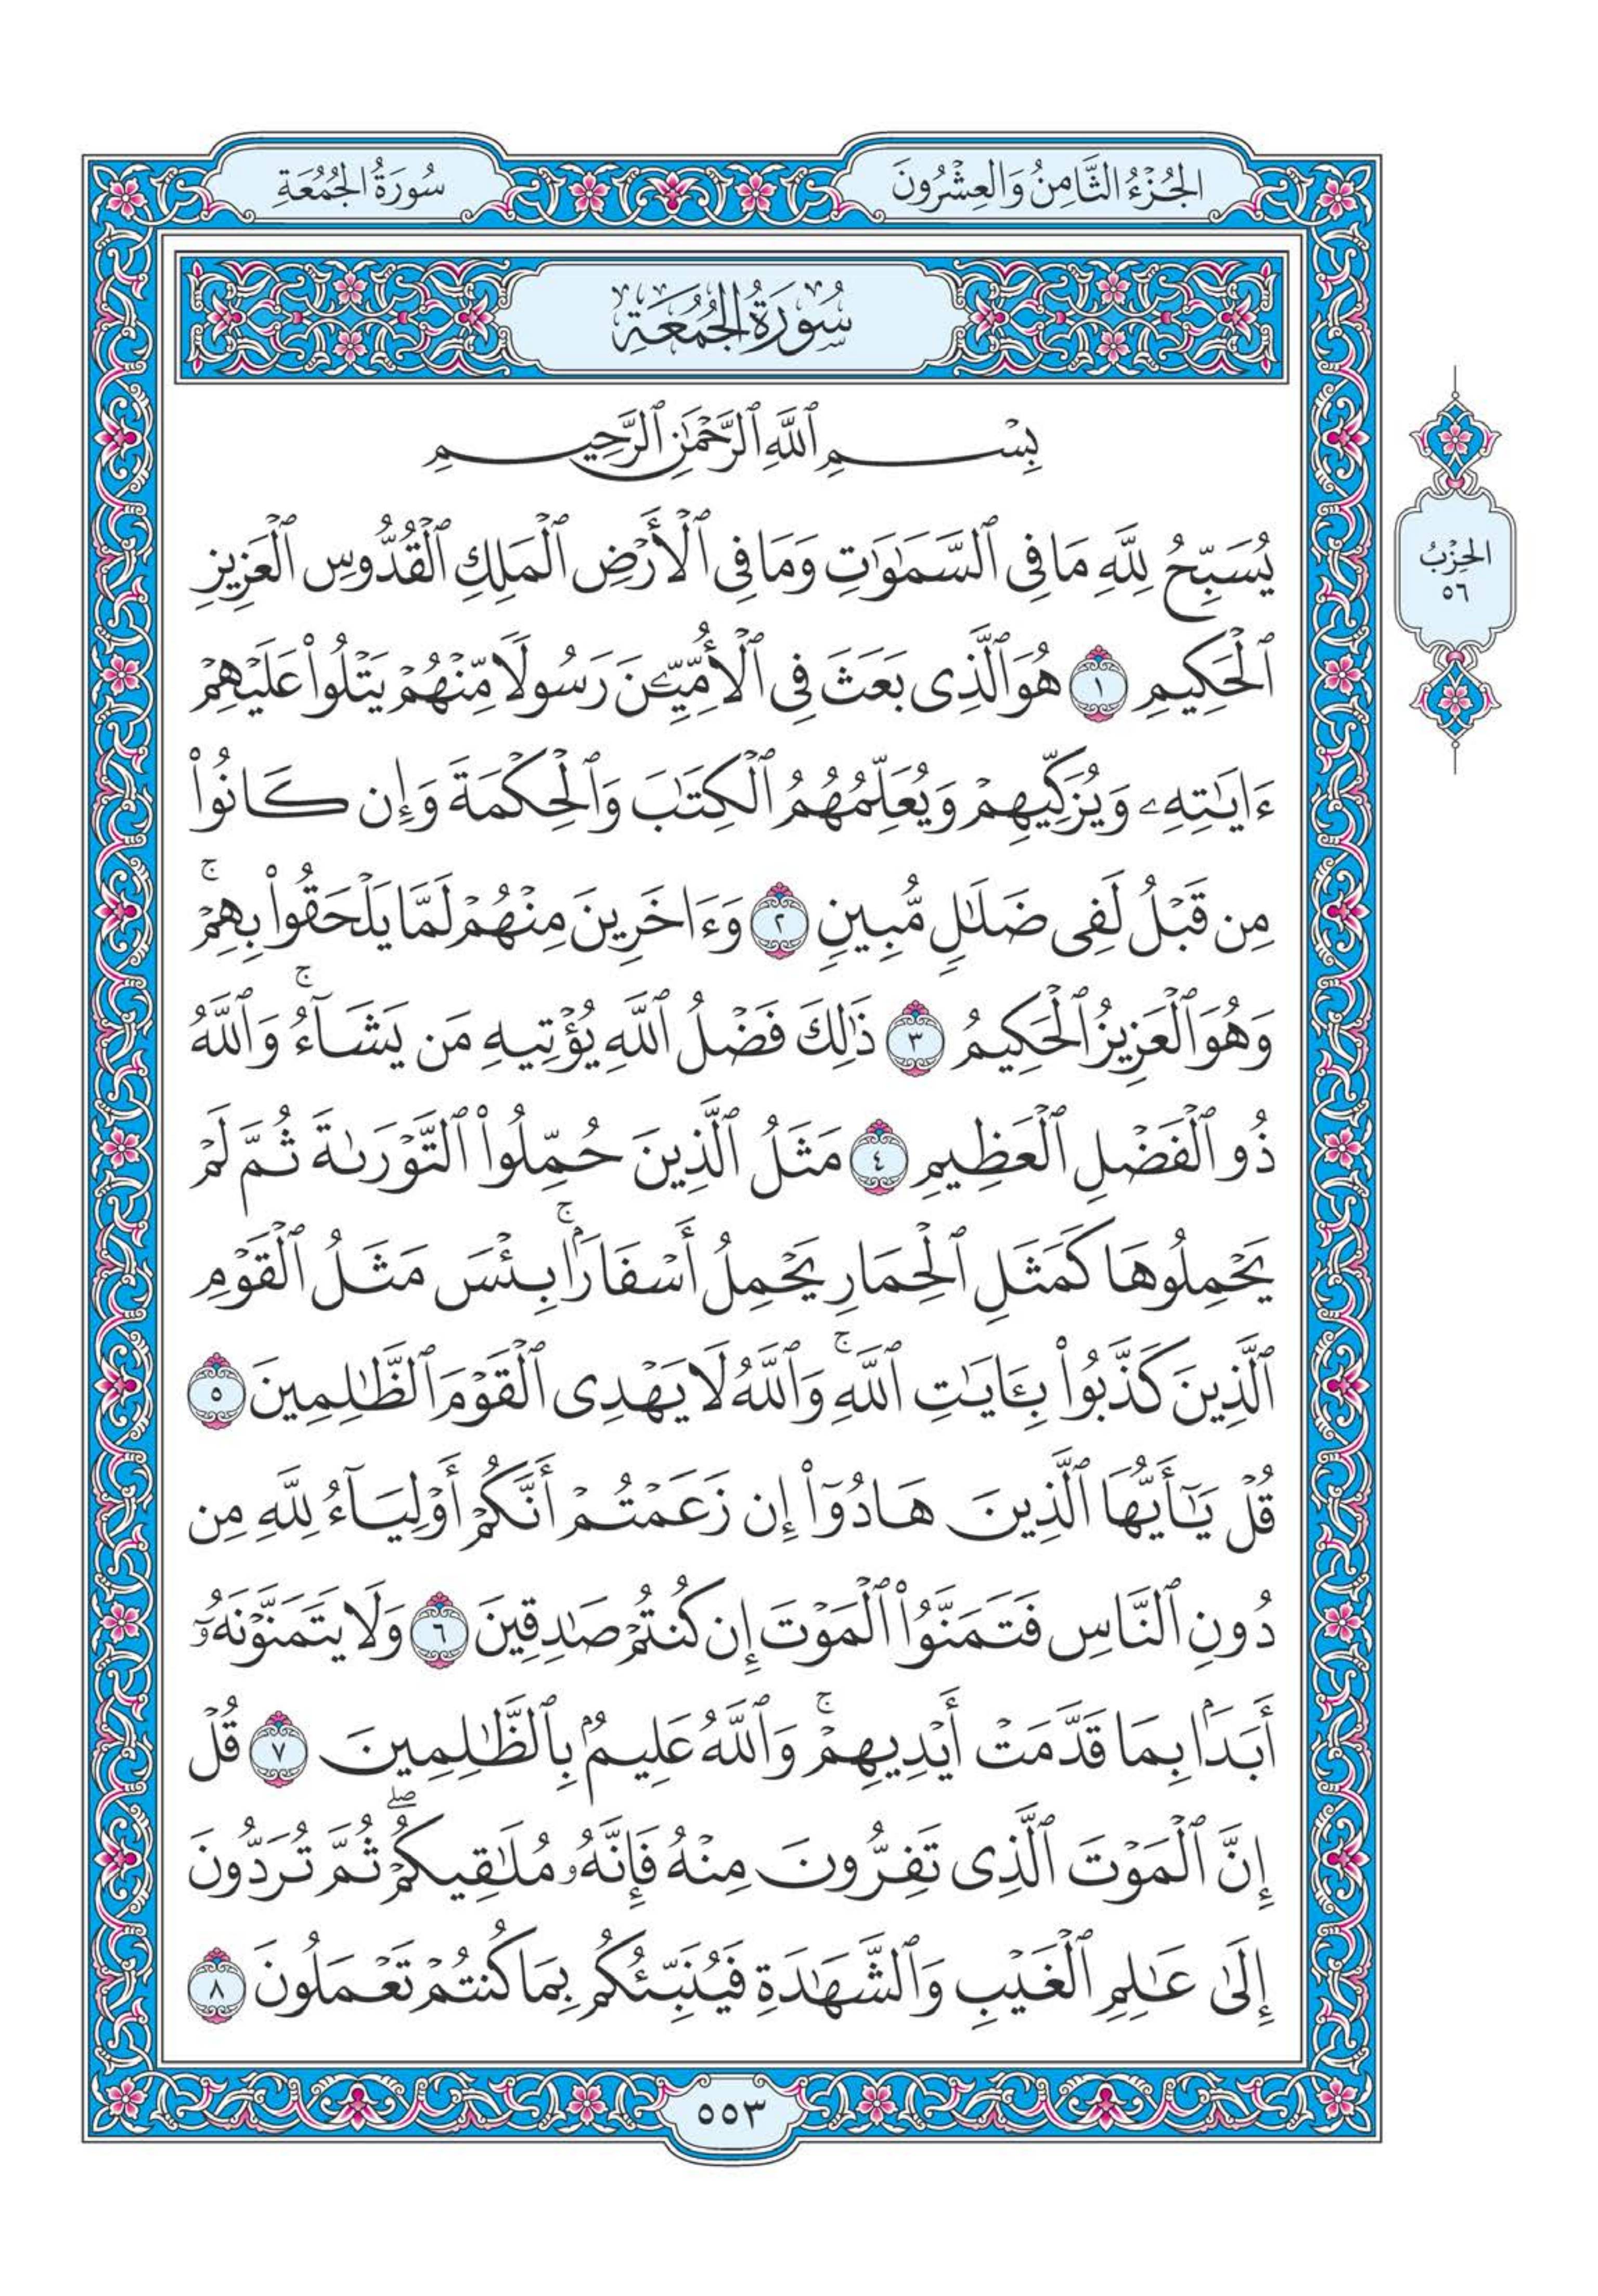 الجُزْءُ الثَّامِنُ وَالعِشْرُونَ
سُورَةُ الجُمُعَةِ
سُورَةُ الجُمُعَةِ
بِسْمِ ٱللَّهِ ٱلرَّحْمَٰنِ ٱلرَّحِيمِ
يُسَبِّحُ لِلَّهِ مَا فِى ٱلسَّمَٰوَٰتِ وَمَا فِى ٱلْأَرْضِ ٱلْمَلِكِ ٱلْقُدُّوسِ ٱلْعَزِيزِ
ٱلْحَكِيمِ ١ هُوَ ٱلَّذِى بَعَثَ فِى ٱلْأُمِّيِّـۧنَ رَسُولًا مِّنْهُمْ يَتْلُوا۟ عَلَيْهِمْ
ءَايَٰتِهِۦ وَيُزَكِّيهِمْ وَيُعَلِّمُهُمُ ٱلْكِتَٰبَ وَٱلْحِكْمَةَ وَإِن كَانُوا۟
مِن قَبْلُ لَفِى ضَلَٰلٍ مُّبِينٍ ٢ وَءَاخَرِينَ مِنْهُمْ لَمَّا يَلْحَقُوا۟ بِهِمْ ۚ
وَهُوَ ٱلْعَزِيزُ ٱلْحَكِيمُ ٣ ذَٰلِكَ فَضْلُ ٱللَّهِ يُؤْتِيهِ مَن يَشَآءُ ۚ وَٱللَّهُ
ذُو ٱلْفَضْلِ ٱلْعَظِيمِ ٤ مَثَلُ ٱلَّذِينَ حُمِّلُوا۟ ٱلتَّوْرَىٰةَ ثُمَّ لَمْ
يَحْمِلُوهَا كَمَثَلِ ٱلْحِمَارِ يَحْمِلُ أَسْفَارًۢا ۚ بِئْسَ مَثَلُ ٱلْقَوْمِ
ٱلَّذِينَ كَذَّبُوا۟ بِـَٔايَٰتِ ٱللَّهِ ۚ وَٱللَّهُ لَا يَهْدِى ٱلْقَوْمَ ٱلظَّٰلِمِينَ ٥
قُلْ يَٰٓأَيُّهَا ٱلَّذِينَ هَادُوٓا۟ إِن زَعَمْتُمْ أَنَّكُمْ أَوْلِيَآءُ لِلَّهِ مِن
دُونِ ٱلنَّاسِ فَتَمَنَّوُا۟ ٱلْمَوْتَ إِن كُنتُمْ صَٰدِقِينَ ٦ وَلَا يَتَمَنَّوْنَهُۥٓ
أَبَدًۢا بِمَا قَدَّمَتْ أَيْدِيهِمْ ۚ وَٱللَّهُ عَلِيمٌۢ بِٱلظَّٰلِمِينَ ٧ قُلْ
إِنَّ ٱلْمَوْتَ ٱلَّذِى تَفِرُّونَ مِنْهُ فَإِنَّهُۥ مُلَٰقِيكُمْ ۖ ثُمَّ تُرَدُّونَ
إِلَىٰ عَٰلِمِ ٱلْغَيْبِ وَٱلشَّهَٰدَةِ فَيُنَبِّئُكُم بِمَا كُنتُمْ تَعْمَلُونَ ٨
الحِزْبُ
٥٦
٥٥٣